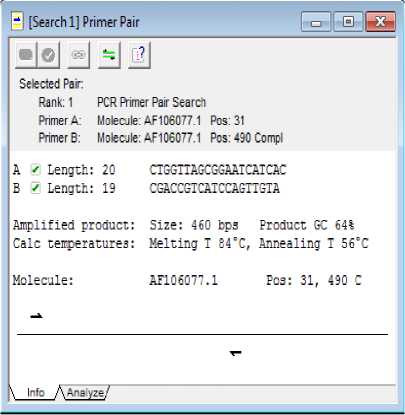 [Search 1] Primer Pair
Selected Pair:
Rank: 1 PCR Primer Pair Search
Primer A: Molecule: AF106077.1 Pos: 31
Primer B: Molecule: AF106077.1 Pos: 490 Compl
A Length: 20 CTGGTTAGCGGAATCATCAC
B Length: 19 CGACCGTCATCCAGTTGTA
Amplified product: Size: 460 bps Product GC 64%
Calc temperatures: Melting T 84°C, Annealing T 56°C
Molecule: AF106077.1 Pos: 31, 490 C
Info Analyze